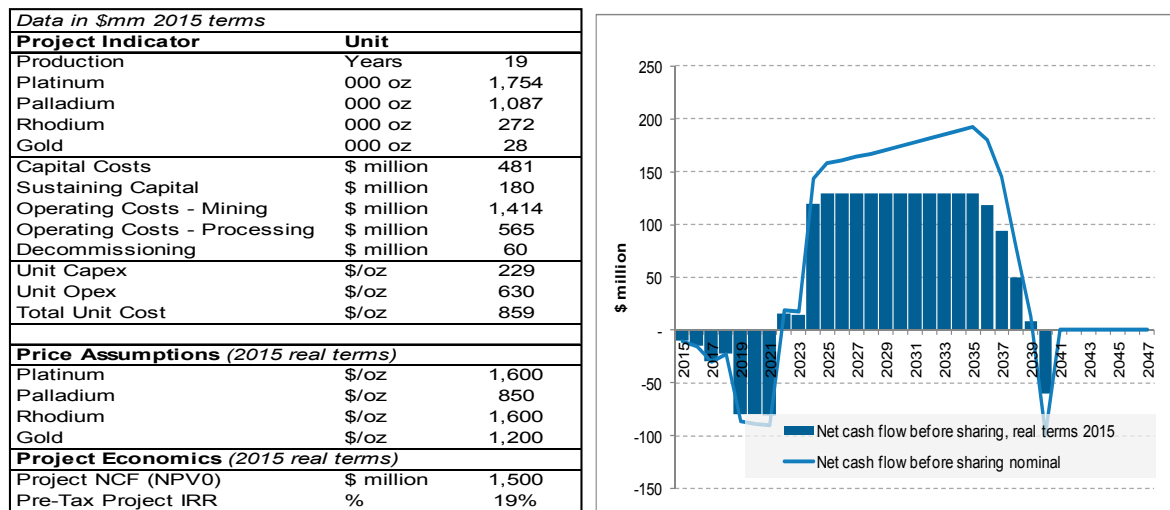 Data in $mm 2015 terms
Project Indicator Unit
Production Years 19
Platinum 000 oz 1,754
Palladium 000 oz 1,087
Rhodium 000 oz 272
Gold 000 oz 28
Capital Costs $ million 481
Sustaining Capital $ million 180
Operating Costs - Mining $ million 1,414
Operating Costs - Processing $ million 565
Decommissioning $ million 60
Unit Capex $/oz 229
Unit Opex $/oz 630
Total Unit Cost $/oz 859
Price Assumptions (2015 real terms)
Platinum $/oz 1,600
Palladium $/oz 850
Rhodium $/oz 1,600
Gold $/oz 1,200
Project Economics (2015 real terms)
Project NCF (NPV0) $ million 1,500
Pre-Tax Project IRR % 19%
$ million
250
200
150
100
50
-
-50
-100
-150
2015 2017 2019 2021 2023 2025 2027 2029 2031 2033 2035 2037 2039 2041 2043 2045 2047
Net cash flow before sharing, real terms 2015
Net cash flow before sharing nominal